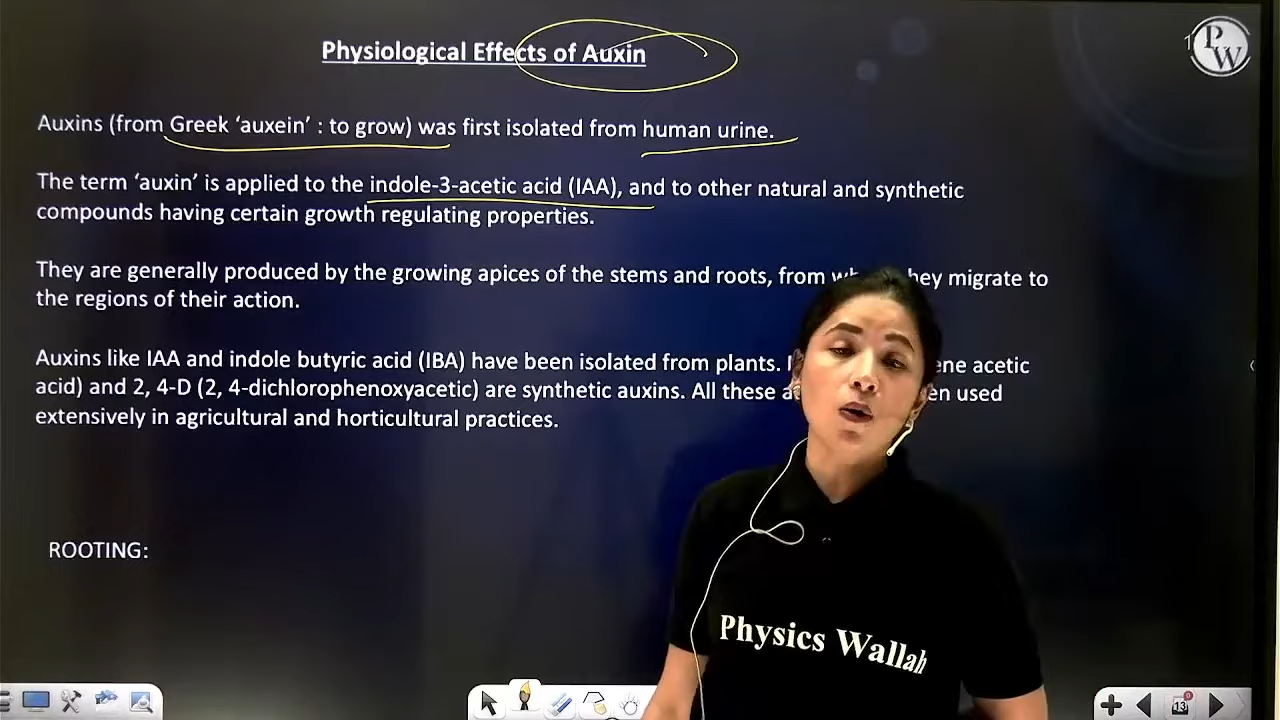 Physiological Effects of Auxin
PW
Auxins (from Greek 'auxein' : to grow) was first isolated from human urine.
The term 'auxin' is applied to the indole-3-acetic acid (IAA), and to other natural and synthetic
compounds having certain growth regulating properties.
They are generally produced by the growing apices of the stems and roots, from they migrate to
the regions of their action.
Auxins like IAA and indole butyric acid (IBA) have been isolated from plants. acetic
acid) and 2, 4-D (2, 4-dichlorophenoxyacetic) are synthetic auxins. All these used
extensively in agricultural and horticultural practices.
ROOTING:
Physics Wallah
13